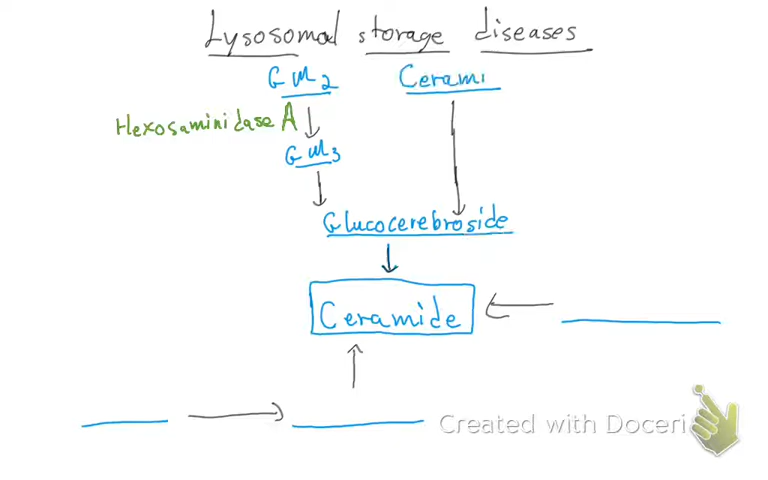 Lysosomal storage diseases
GM2 Cerami
Hexosaminidase A
GM3
Glucocerebroside
Ceramide
Created with Doceri